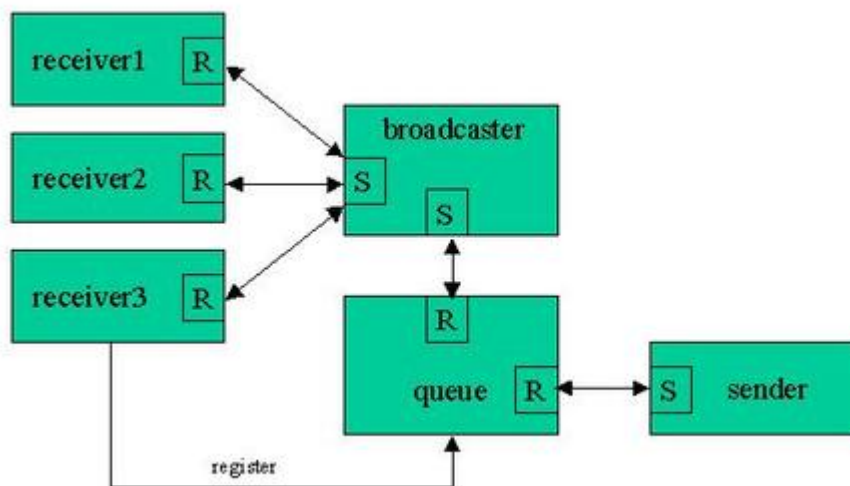 receiver1 R
broadcaster
receiver2 R
S
S
receiver3 R
R
queue R
S sender
register